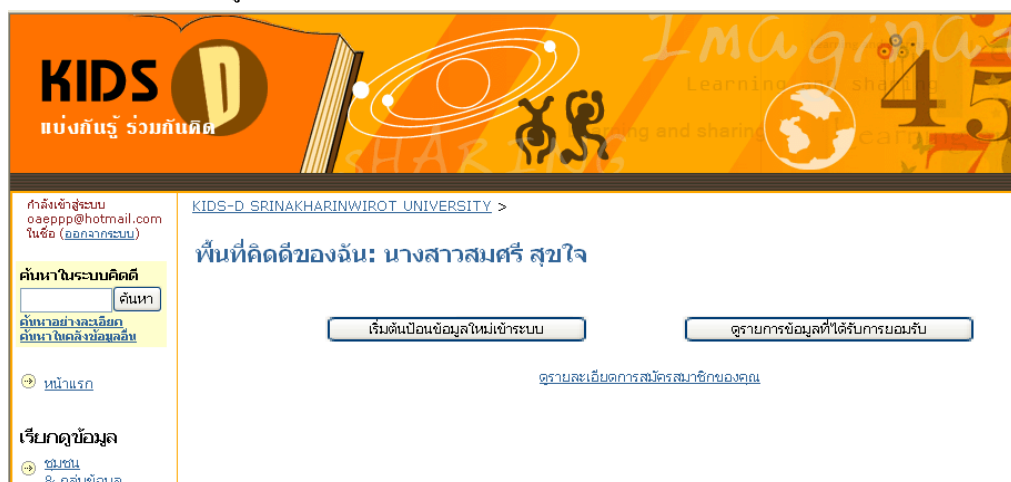 KIDS D
แบ่งกันรู้ ร่วมกันคิด
Imagina
Learning and sharing
45
7
SHARING
กำลังเข้าสู่ระบบ
oaeppp@hotmail.com
ในชื่อ (ออกจากระบบ)
ค้นหาในระบบคิดดี
ค้นหา
ค้นหาอย่างละเอียด
ค้นหาในคลังข้อมูลอื่น
หน้าแรก
เรียกดูข้อมูล
ชุมชน
& กลุ่มข้อมูล
KIDS-D SRINAKHARINWIROT UNIVERSITY >
พื้นที่คิดดีของฉัน: นางสาวสมศรี สุขใจ
เริ่มต้นป้อนข้อมูลใหม่เข้าระบบ
ดูรายการข้อมูลที่ได้รับการยอมรับ
ดูรายละเอียดการสมัครสมาชิกของคุณ